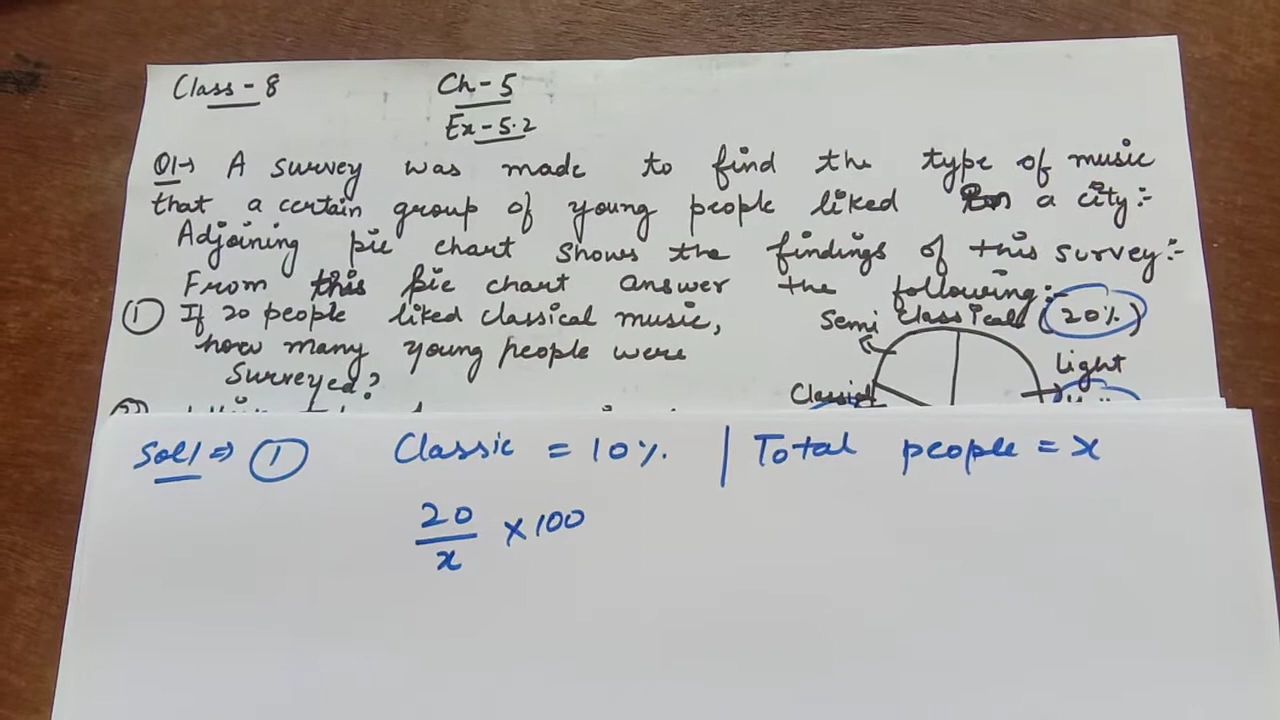 Class - 8
Ch - 5
Ex - 5.2
Q1→ A survey was made to find the type of music
that a certain group of young people liked in a city:-
Adjoining pie chart shows the findings of this survey:-
From this pie chart answer the following:-
① If 20 people liked classical music,
how many young people were
surveyed?
Semi Classical (20%)
Light
Classical
Sol1 ⇒ ① Classic = 10% | Total people = x
20/x × 100